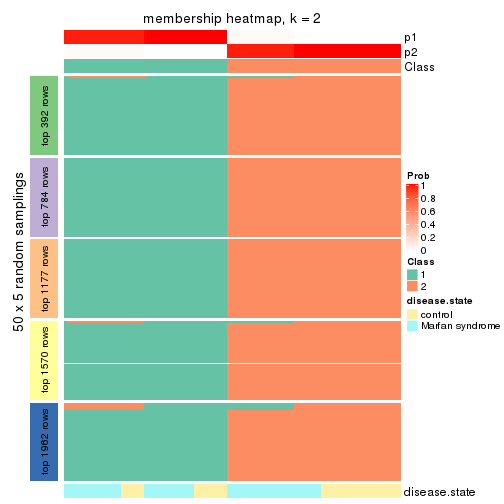 membership heatmap, k = 2
p1
p2
Class
50 x 5 random samplings
top 392 rows
top 784 rows
top 1177 rows
top 1570 rows
top 1962 rows
Prob
1
0.8
0.6
0.4
0.2
0
Class
1
2
disease.state
control
Marfan syndrome
disease.state